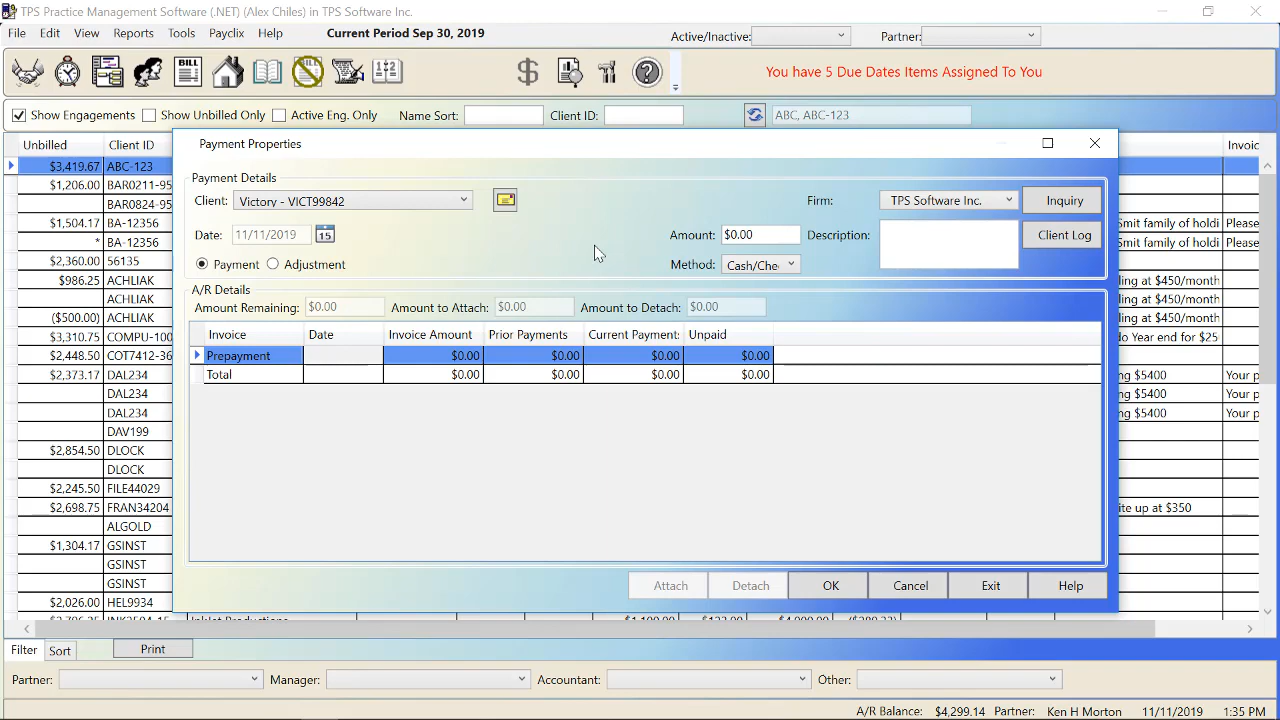 TPS Practice Management Software (.NET) (Alex Chiles) in TPS Software Inc.
File Edit View Reports Tools Payclix Help Current Period Sep 30, 2019 Active/Inactive: Partner:
BILL You have 5 Due Dates Items Assigned To You
Show Engagements Show Unbilled Only Active Eng. Only Name Sort: Client ID: ABC, ABC-123
Unbilled Client ID Invoic
$3,419.67 ABC-123
$1,206.00 BAR0211-95
BAR0824-95
$1,504.17 BA-12356 Smit family of holdi Please
* BA-12356 Smit family of holdi Please
$2,360.00 56135
$986.25 ACHLIAK ling at $450/month
ACHLIAK ling at $450/month
($500.00) ACHLIAK ling at $450/month
$3,310.75 COMPU-100 do Year end for $25
$2,448.50 COT7412-36
$2,373.17 DAL234 ng $5400 Your p
DAL234 ng $5400 Your p
DAL234 ng $5400 Your p
DAV199
$2,854.50 DLOCK
DLOCK
$2,245.50 FILE44029
$2,698.75 FRAN34204 ite up at $350
ALGOLD
$1,304.17 GSINST
GSINST
GSINST
$2,026.00 HEL9934
Payment Properties
Payment Details
Client: Victory - VICT99842 Firm: TPS Software Inc. Inquiry
Date: 11/11/2019 15 Amount: $0.00 Description: Client Log
Payment Adjustment Method: Cash/Che
A/R Details
Amount Remaining: $0.00 Amount to Attach: $0.00 Amount to Detach: $0.00
Invoice Date Invoice Amount Prior Payments Current Payment: Unpaid
Prepayment $0.00 $0.00 $0.00 $0.00
Total $0.00 $0.00 $0.00 $0.00
Attach Detach OK Cancel Exit Help
Filter Sort Print
Partner: Manager: Accountant: Other:
A/R Balance: $4,299.14 Partner: Ken H Morton 11/11/2019 1:35 PM